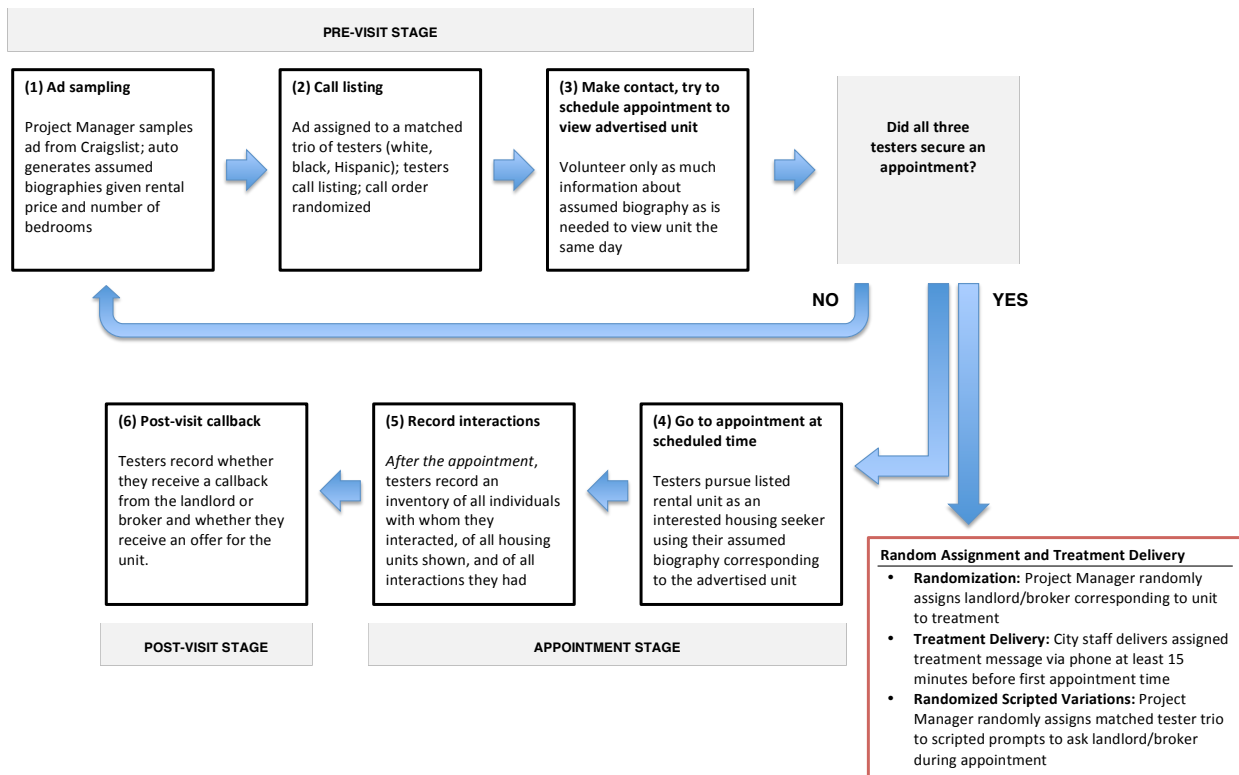 PRE-VISIT STAGE
(1) Ad sampling
Project Manager samples
ad from Craigslist; auto
generates assumed
biographies given rental
price and number of
bedrooms
(2) Call listing
Ad assigned to a matched
trio of testers (white,
black, Hispanic); testers
call listing; call order
randomized
(3) Make contact, try to
schedule appointment to
view advertised unit
Volunteer only as much
information about
assumed biography as is
needed to view unit the
same day
Did all three
testers secure an
appointment?
NO
YES
(6) Post-visit callback
Testers record whether
they receive a callback
from the landlord or
broker and whether they
receive an offer for the
unit.
(5) Record interactions
After the appointment,
testers record an
inventory of all individuals
with whom they
interacted, of all housing
units shown, and of all
interactions they had
(4) Go to appointment at
scheduled time
Testers pursue listed
rental unit as an
interested housing seeker
using their assumed
biography corresponding
to the advertised unit
POST-VISIT STAGE
APPOINTMENT STAGE
Random Assignment and Treatment Delivery
• Randomization: Project Manager randomly
assigns landlord/broker corresponding to unit
to treatment
• Treatment Delivery: City staff delivers assigned
treatment message via phone at least 15
minutes before first appointment time
• Randomized Scripted Variations: Project
Manager randomly assigns matched tester trio
to scripted prompts to ask landlord/broker
during appointment